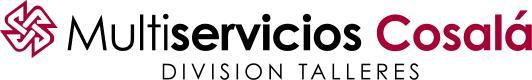 Multiservicios Cosalá
DIVISION TALLERES